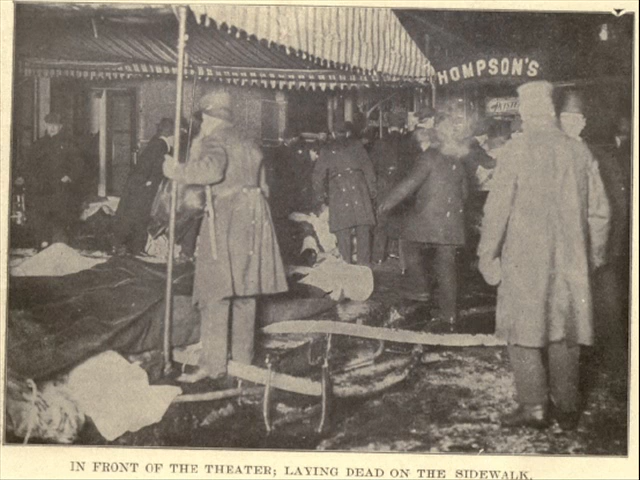 HOMPSON'S
IN FRONT OF THE THEATER; LAYING DEAD ON THE SIDEWALK.